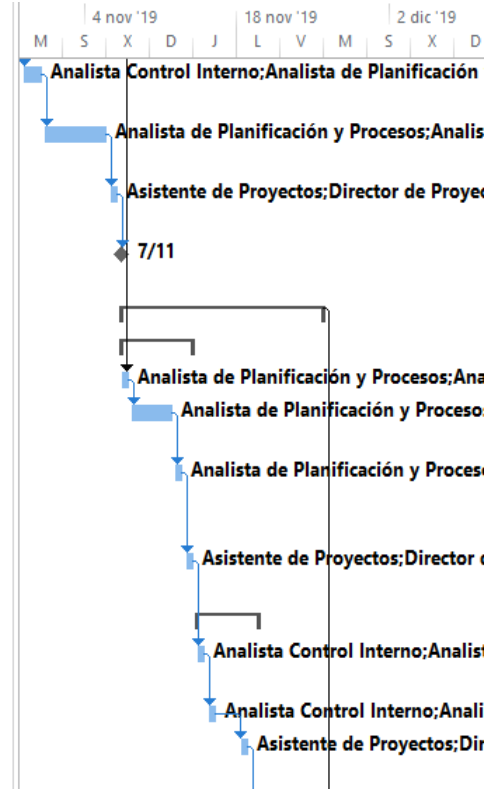 4 nov '19 18 nov '19 2 dic '19
M S X D J L V M S X D
Analista Control Interno;Analista de Planificación
Analista de Planificación y Procesos;Analis
Asistente de Proyectos;Director de Proyec
7/11
Analista de Planificación y Procesos;Ana
Analista de Planificación y Procesos
Analista de Planificación y Proceso
Asistente de Proyectos;Director d
Analista Control Interno;Analist
Analista Control Interno;Anali
Asistente de Proyectos;Dir